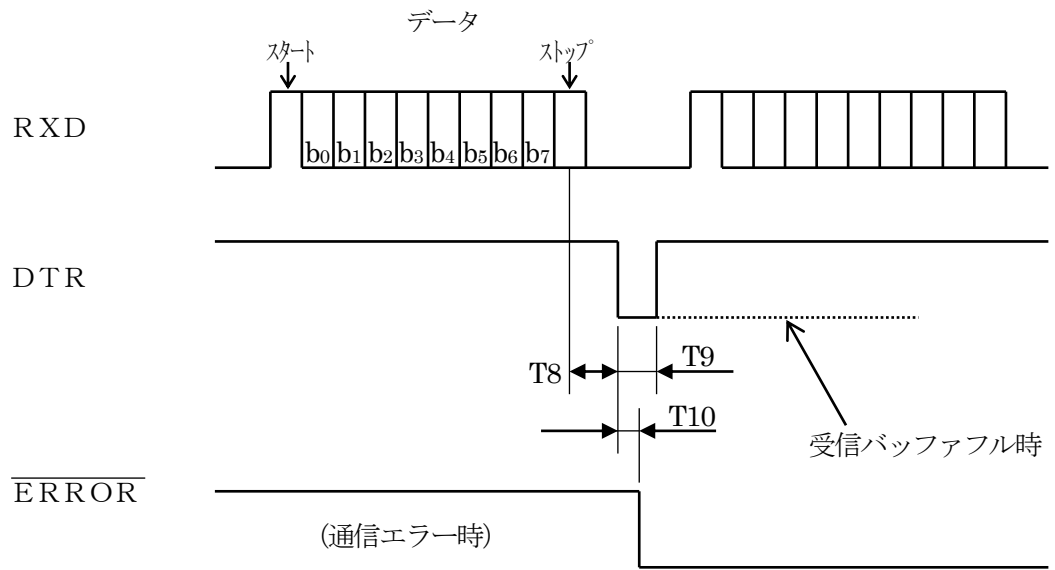 データ
スタート
ストップ
ＲＸＤ
b0 b1 b2 b3 b4 b5 b6 b7
ＤＴＲ
T8
T9
T10
受信バッファフル時
ＥＲＲＯＲ
(通信エラー時)